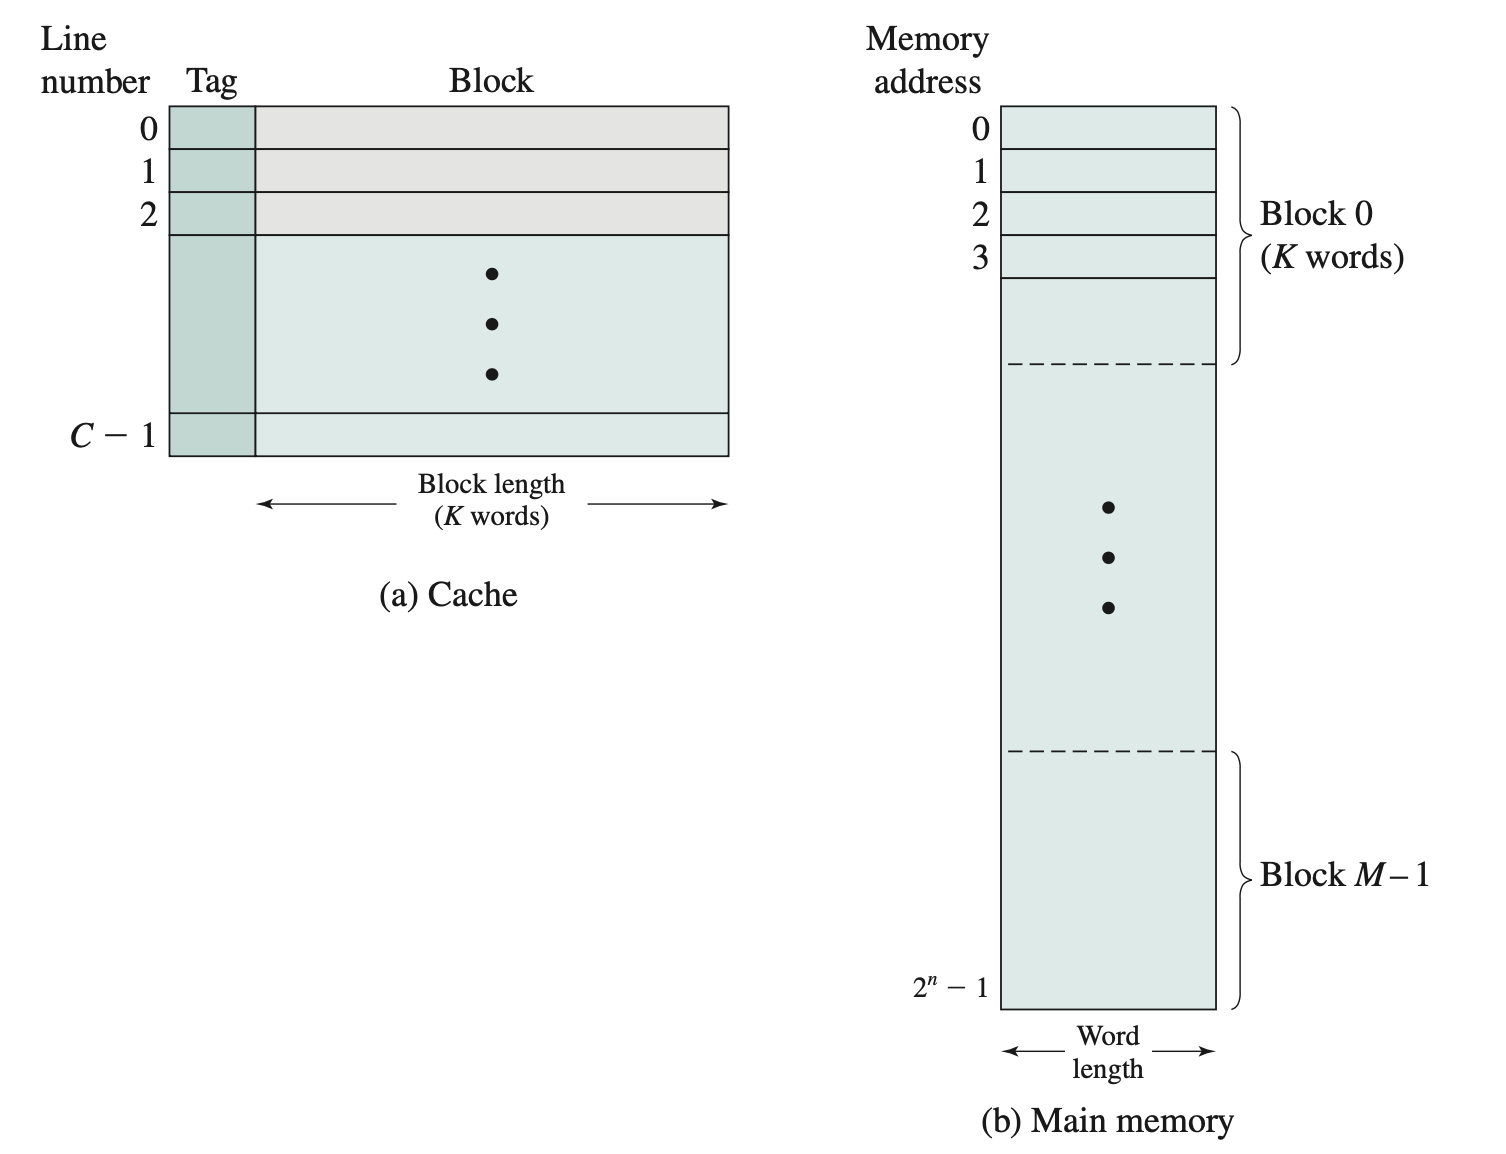 Line
number Tag Block
0
1
2
C − 1
Block length
(K words)
(a) Cache
Memory
address
0
1
2
3
Block 0
(K words)
Block M–1
2ⁿ − 1
Word
length
(b) Main memory